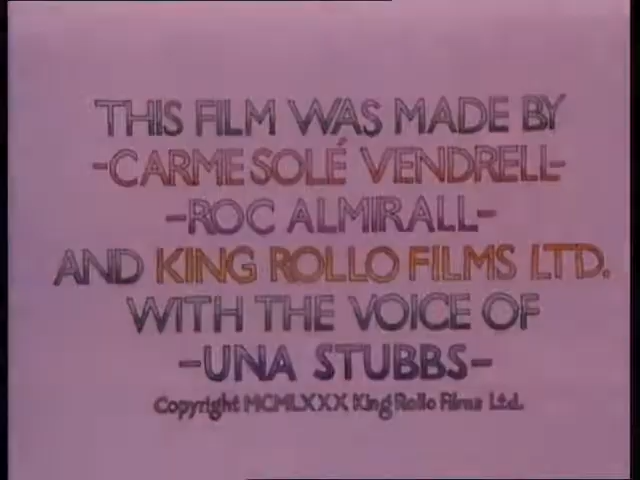 THIS FILM WAS MADE BY
-CARME SOLÉ VENDRELL-
-ROC ALMIRALL-
AND KING ROLLO FILMS LTD.
WITH THE VOICE OF
-UNA STUBBS-
Copyright MCMLXXX King Rollo Films Ltd.